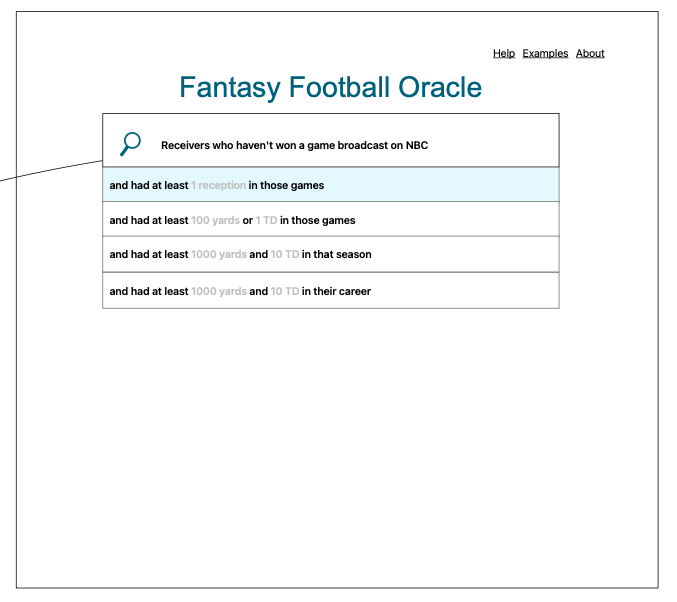 Help Examples About
Fantasy Football Oracle
Receivers who haven't won a game broadcast on NBC
and had at least 1 reception in those games
and had at least 100 yards or 1 TD in those games
and had at least 1000 yards and 10 TD in that season
and had at least 1000 yards and 10 TD in their career